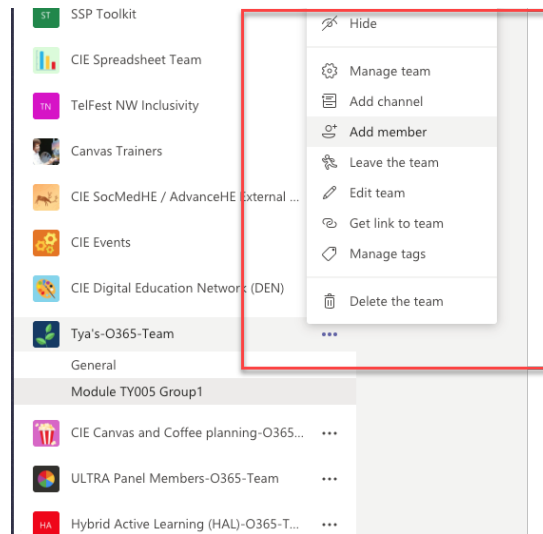 ST SSP Toolkit
CIE Spreadsheet Team
TN TelFest NW Inclusivity
Canvas Trainers
CIE SocMedHE / AdvanceHE External ...
CIE Events
CIE Digital Education Network (DEN)
Tya's-O365-Team
General
Module TY005 Group1
CIE Canvas and Coffee planning-O365...
ULTRA Panel Members-O365-Team
HA Hybrid Active Learning (HAL)-O365-T...
Hide
Manage team
Add channel
Add member
Leave the team
Edit team
Get link to team
Manage tags
Delete the team